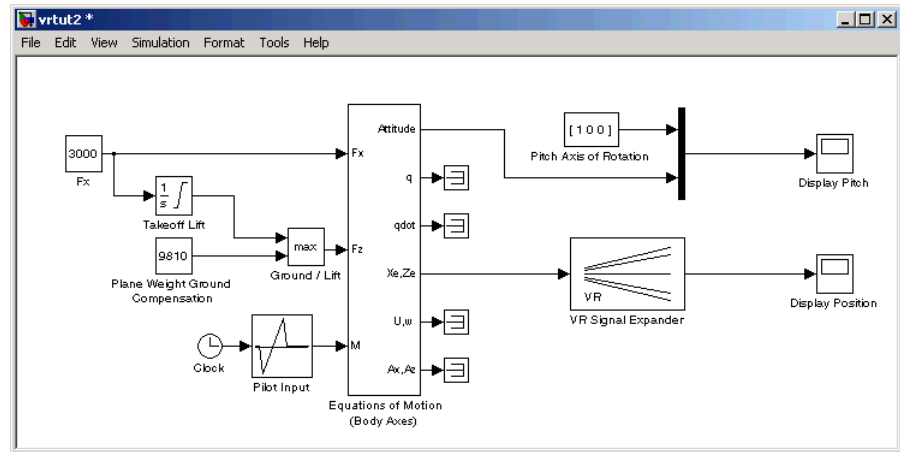 vrtut2 *
File Edit View Simulation Format Tools Help
Attitude
[1 0 0]
3000
Fx
Pitch Axis of Rotation
Fx
Display Pitch
q
1
s
Takeoff Lift
qdot
max
Fz
9810
Ground / Lift
Xe,Ze
Plane Weight Ground
Compensation
VR
Display Position
VR Signal Expander
U,w
M
Clock
Ax,Az
Pilot Input
Equations of Motion
(Body Axes)